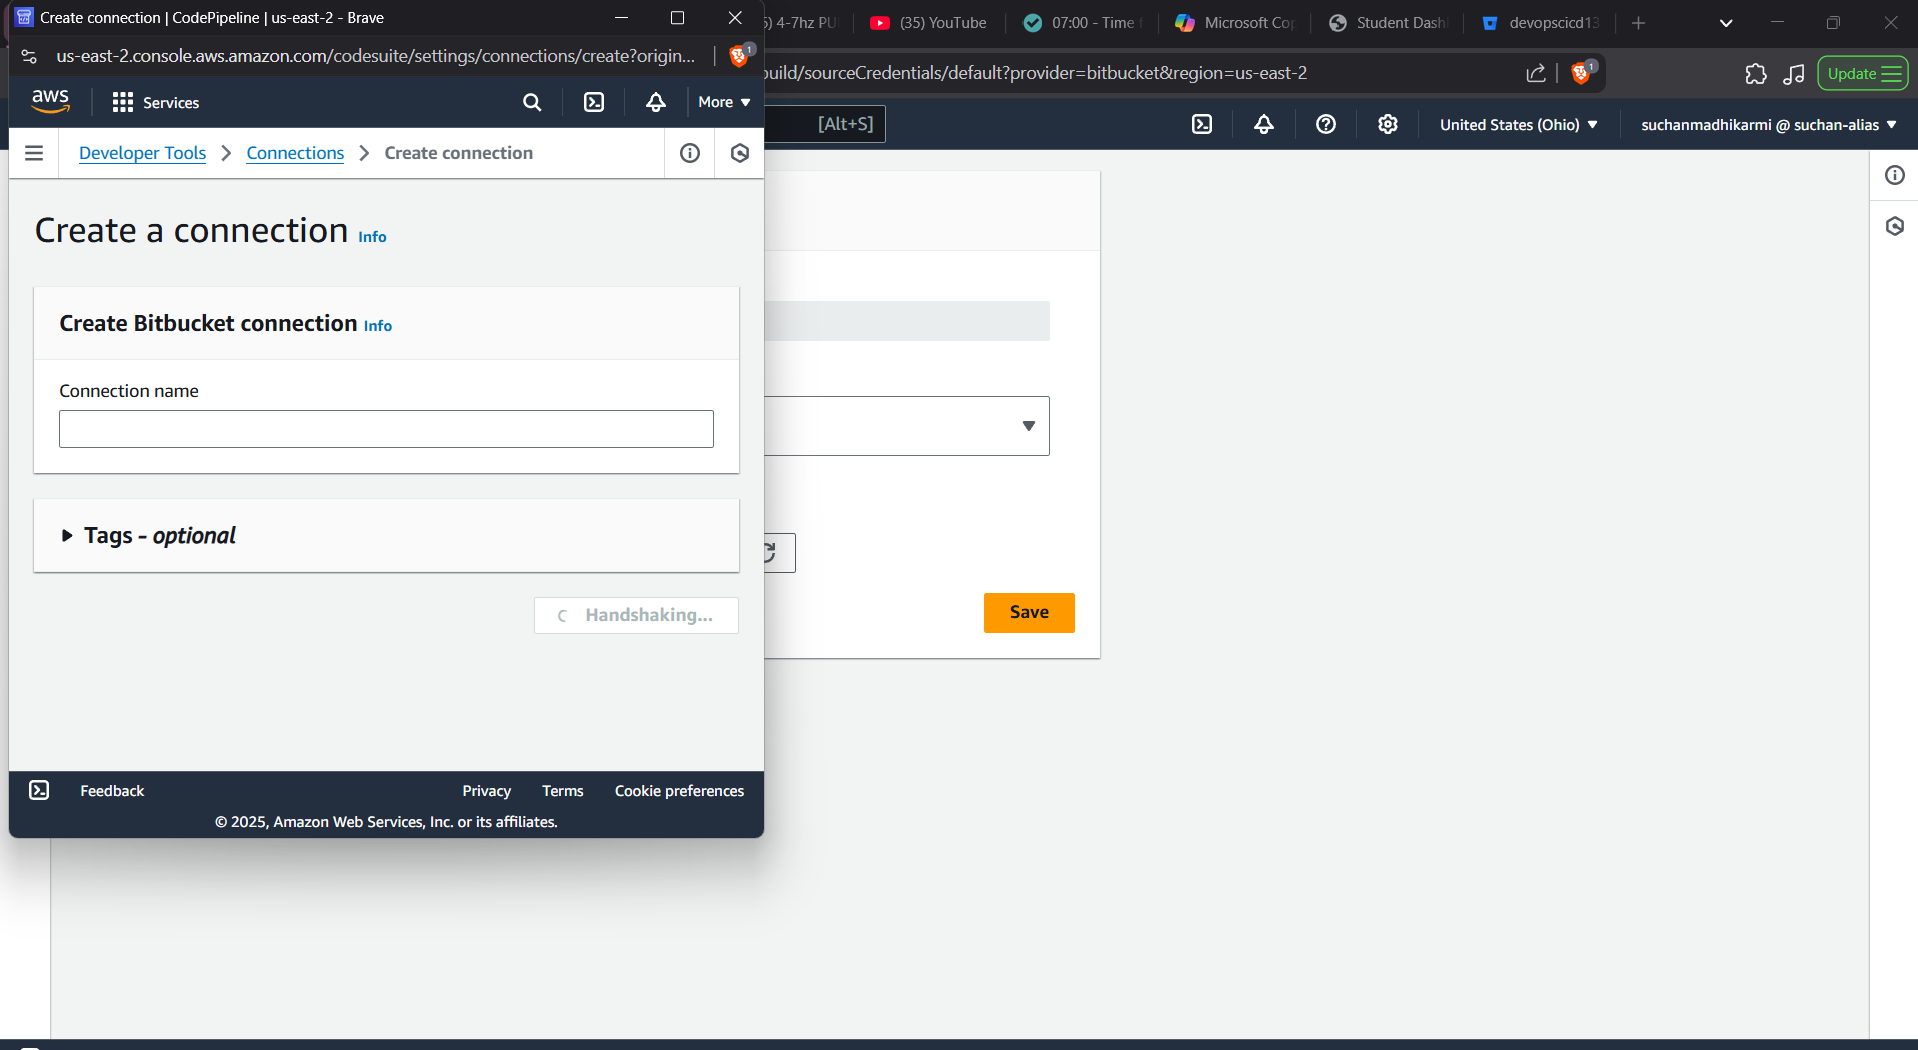 Create connection | CodePipeline | us-east-2 - Brave
us-east-2.console.aws.amazon.com/codesuite/settings/connections/create?origin...
1
aws
Services
More
Developer Tools
Connections
Create connection
Create a connection Info
Create Bitbucket connection Info
Connection name
Tags - optional
Handshaking...
Feedback
Privacy
Terms
Cookie preferences
© 2025, Amazon Web Services, Inc. or its affiliates.
4-7hz PU
(35) YouTube
07:00 - Time
Microsoft Cop
Student Dash
devopscicd13
uild/sourceCredentials/default?provider=bitbucket&region=us-east-2
1
Update
[Alt+S]
United States (Ohio)
suchanmadhikarmi @ suchan-alias
Save